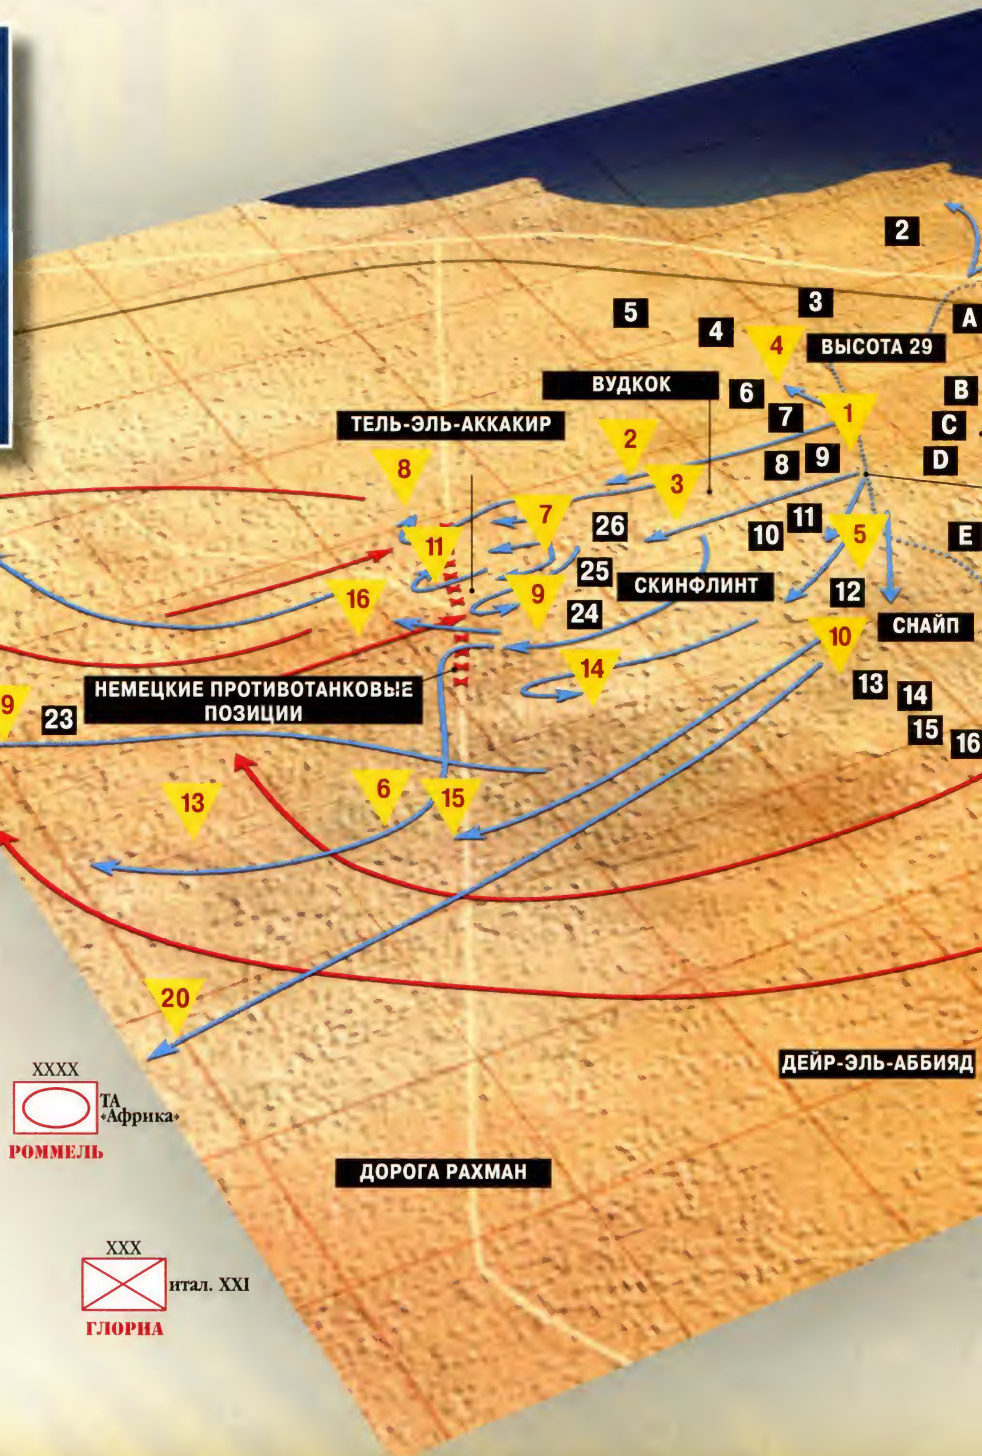 2
3
A
5
4
4
ВЫСОТА 29
ВУДКОК
6
B
7
1
ТЕЛЬ-ЭЛЬ-АККАКИР
C
2
8
8
9
D
3
7
26
11
10
5
E
11
25
СКИНФЛИНТ
16
9
12
24
СНАЙП
10
14
НЕМЕЦКИЕ ПРОТИВОТАНКОВЫЕ
ПОЗИЦИИ
13
14
9
23
15
16
13
6
15
20
XXXX
ТА
«Африка»
РОММЕЛЬ
ДЕЙР-ЭЛЬ-АББИЯД
ДОРОГА РАХМАН
XXX
итал. XXI
ГЛОРИА